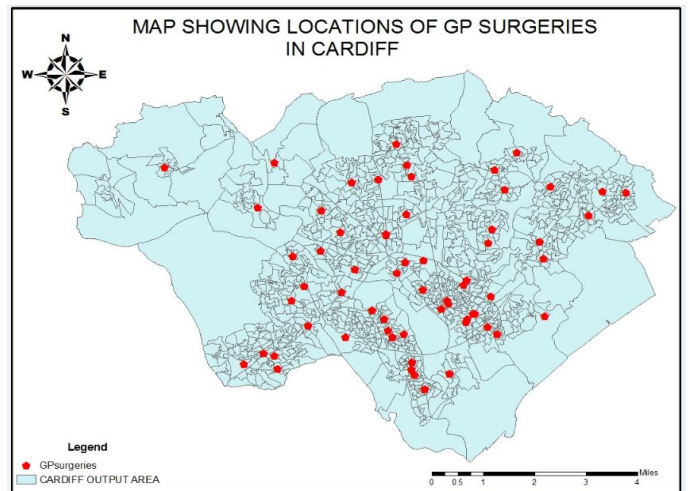 MAP SHOWING LOCATIONS OF GP SURGERIES
IN CARDIFF
N
W E
S
Legend
GPsurgeries
CARDIFF OUTPUT AREA
Miles
0 0.5 1 2 3 4